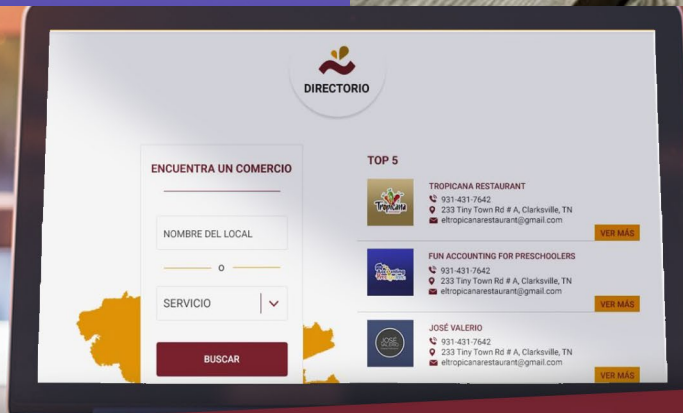 DIRECTORIO
ENCUENTRA UN COMERCIO
NOMBRE DEL LOCAL
O
SERVICIO
BUSCAR
TOP 5
Tropicana
TROPICANA RESTAURANT
931-431-7642
233 Tiny Town Rd # A, Clarksville, TN
eltropicanarestaurant@gmail.com
VER MÁS
FUN ACCOUNTING FOR PRESCHOOLERS
931-431-7642
233 Tiny Town Rd # A, Clarksville, TN
eltropicanarestaurant@gmail.com
VER MÁS
JOSÉ
VALERIO
JOSÉ VALERIO
931-431-7642
233 Tiny Town Rd # A, Clarksville, TN
eltropicanarestaurant@gmail.com
VER MÁS